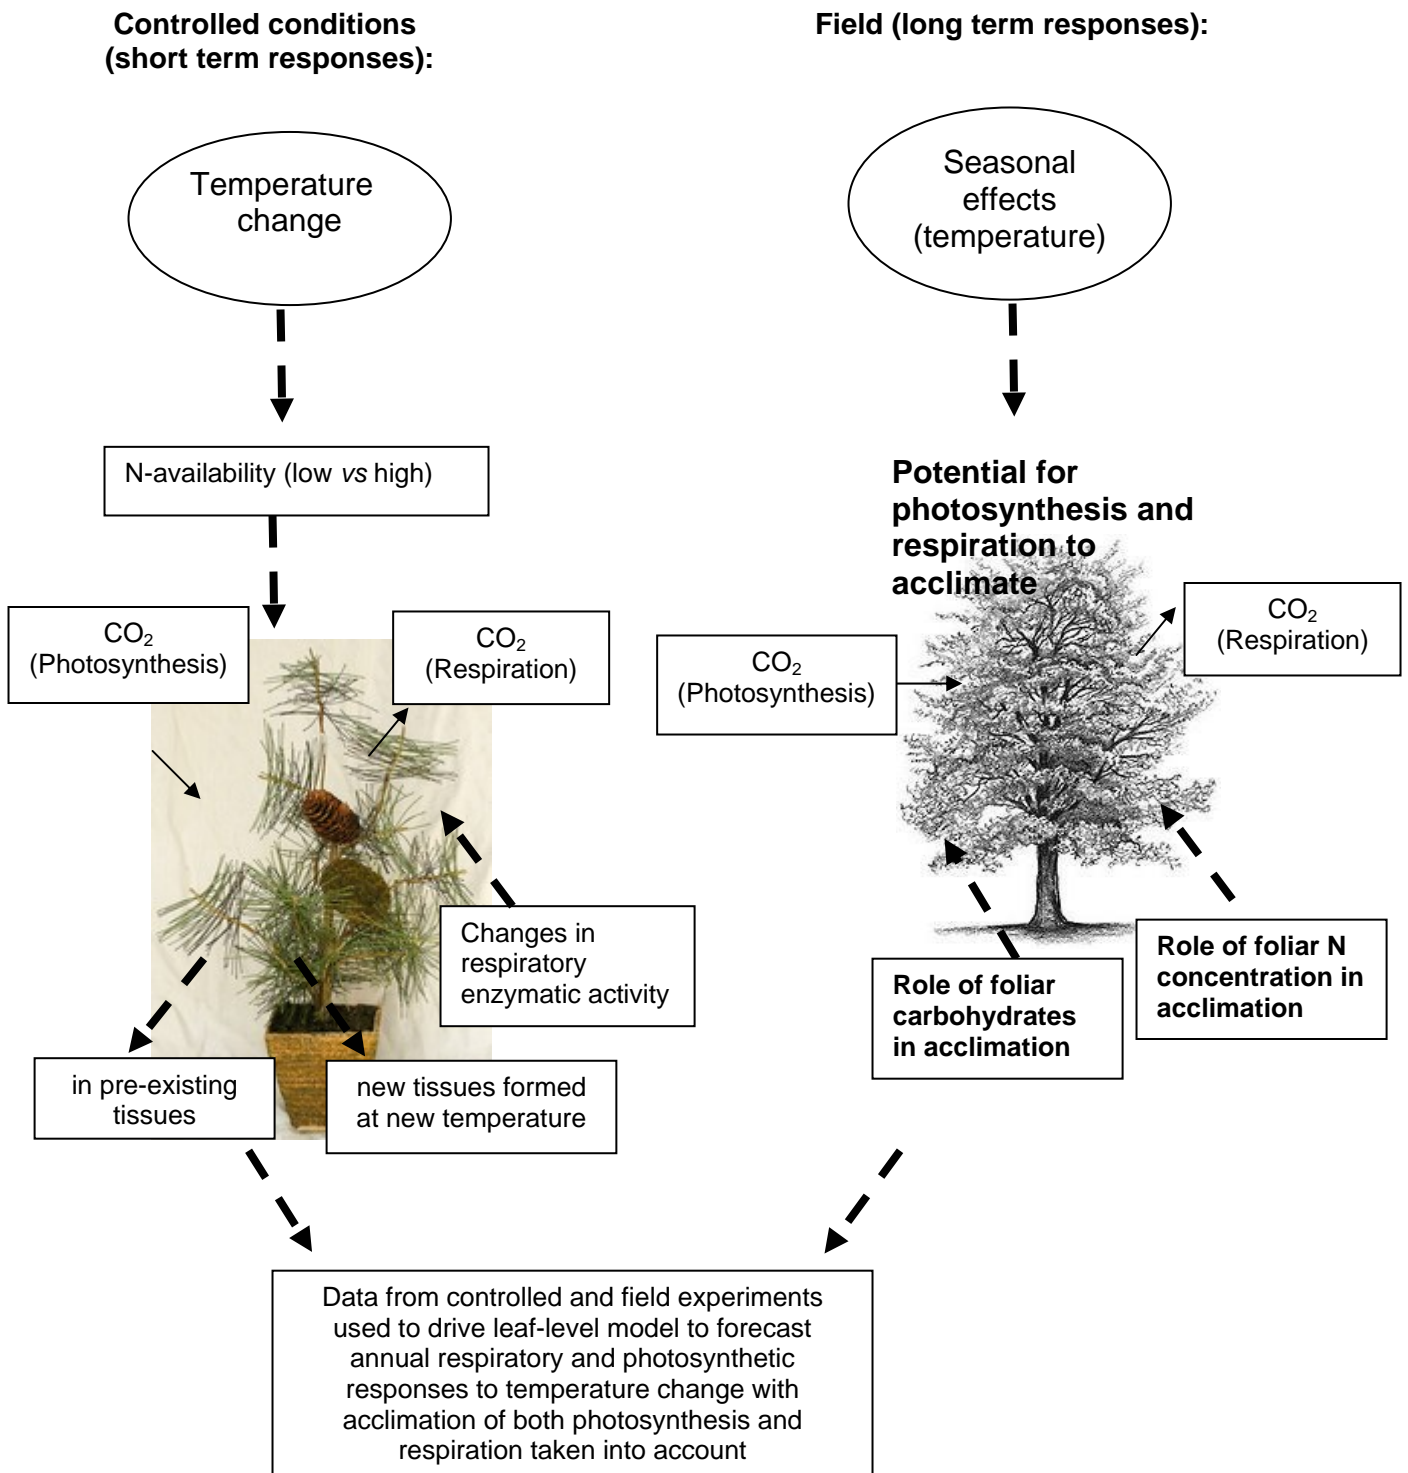 Controlled conditions
(short term responses):
Field (long term responses):
Temperature
change
Seasonal
effects
(temperature)
N-availability (low vs high)
Potential for
photosynthesis and
respiration to
acclimate
CO₂
(Photosynthesis)
CO₂
(Respiration)
CO₂
(Photosynthesis)
CO₂
(Respiration)
Changes in
respiratory
enzymatic activity
Role of foliar
carbohydrates
in acclimation
Role of foliar N
concentration in
acclimation
in pre-existing
tissues
new tissues formed
at new temperature
Data from controlled and field experiments
used to drive leaf-level model to forecast
annual respiratory and photosynthetic
responses to temperature change with
acclimation of both photosynthesis and
respiration taken into account